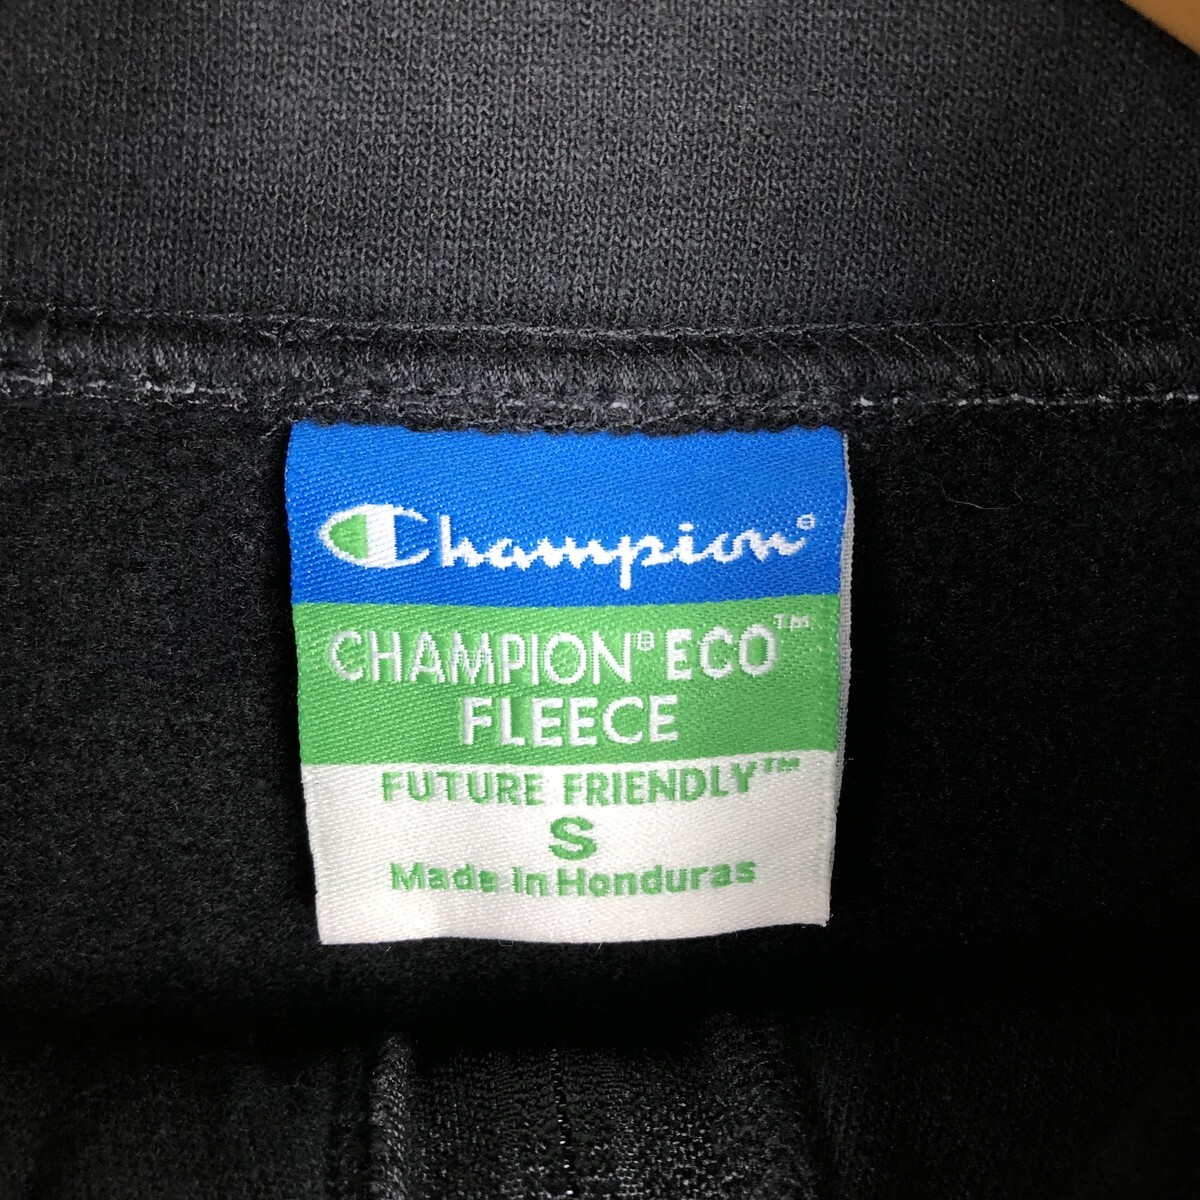 Champion®
CHAMPION® ECO™
FLEECE
FUTURE FRIENDLY™
S
Made in Honduras